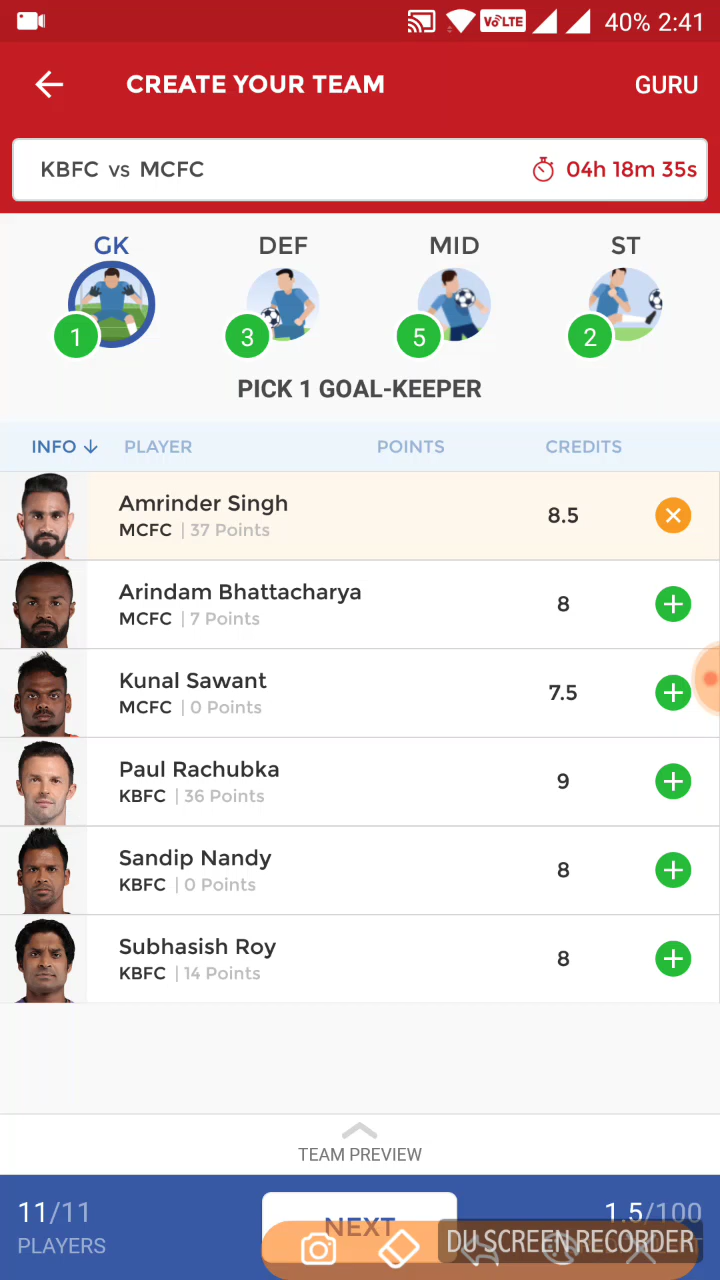 VoLTE 40% 2:41
CREATE YOUR TEAM GURU
KBFC vs MCFC 04h 18m 35s
GK DEF MID ST
1 3 5 2
PICK 1 GOAL-KEEPER
INFO PLAYER POINTS CREDITS
Amrinder Singh
MCFC | 37 Points 8.5
Arindam Bhattacharya
MCFC | 7 Points 8
Kunal Sawant
MCFC | 0 Points 7.5
Paul Rachubka
KBFC | 36 Points 9
Sandip Nandy
KBFC | 0 Points 8
Subhasish Roy
KBFC | 14 Points 8
TEAM PREVIEW
11/11 NEXT 1.5/100
PLAYERS
DU SCREEN RECORDER